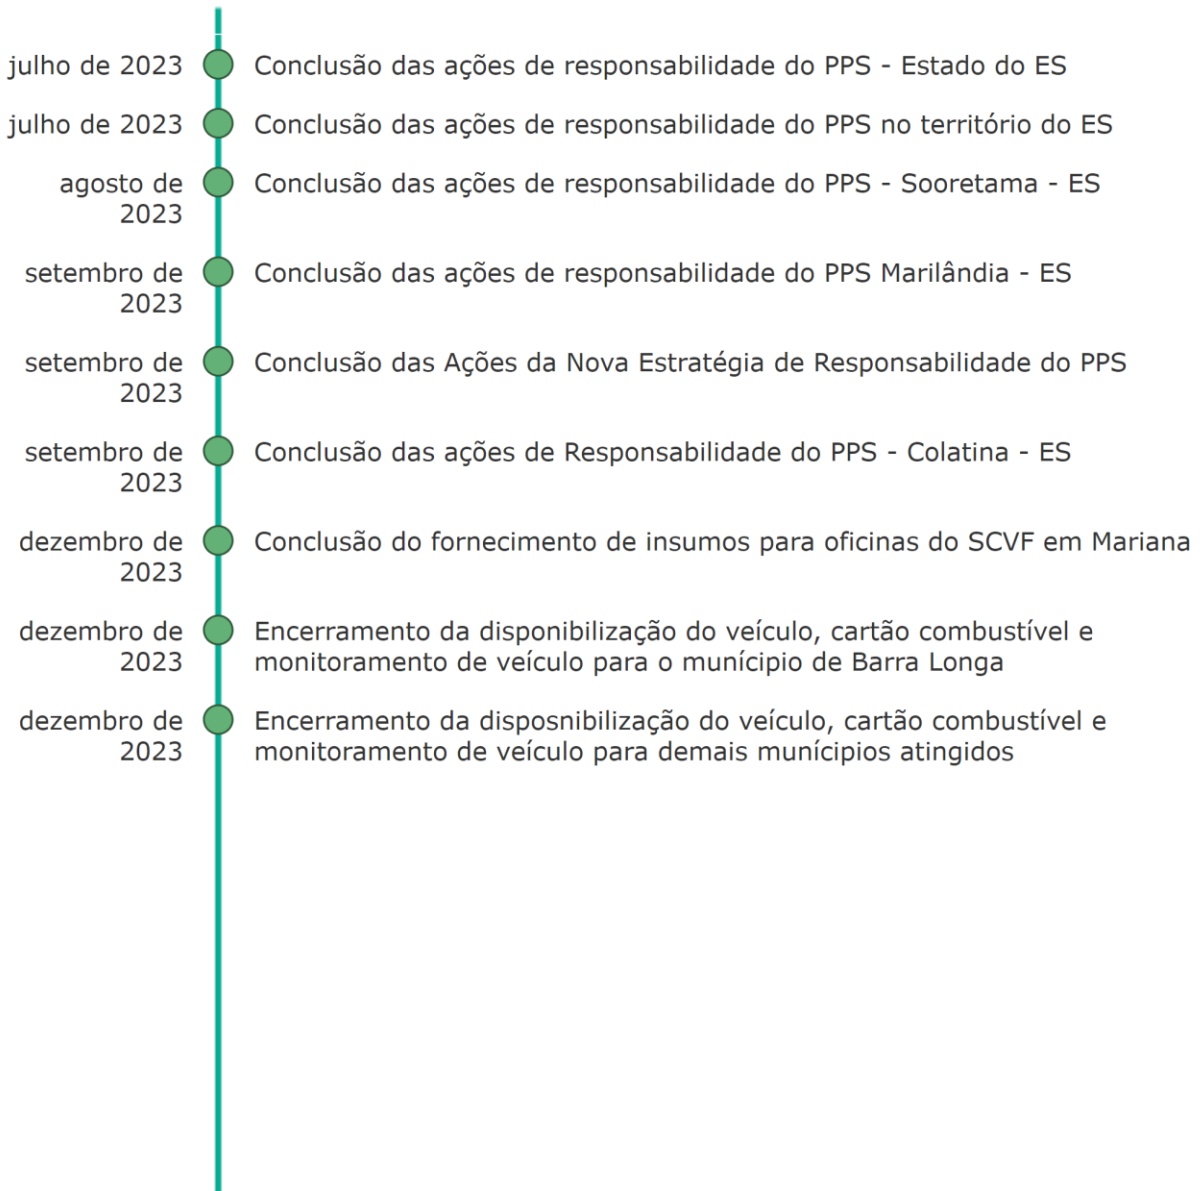 julho de 2023 Conclusão das ações de responsabilidade do PPS - Estado do ES
julho de 2023 Conclusão das ações de responsabilidade do PPS no território do ES
agosto de Conclusão das ações de responsabilidade do PPS - Sooretama - ES
2023
setembro de Conclusão das ações de responsabilidade do PPS Marilândia - ES
2023
setembro de Conclusão das Ações da Nova Estratégia de Responsabilidade do PPS
2023
setembro de Conclusão das ações de Responsabilidade do PPS - Colatina - ES
2023
dezembro de Conclusão do fornecimento de insumos para oficinas do SCVF em Mariana
2023
dezembro de Encerramento da disponibilização do veículo, cartão combustível e
2023 monitoramento de veículo para o munícipio de Barra Longa
dezembro de Encerramento da disposnibilização do veículo, cartão combustível e
2023 monitoramento de veículo para demais munícipios atingidos